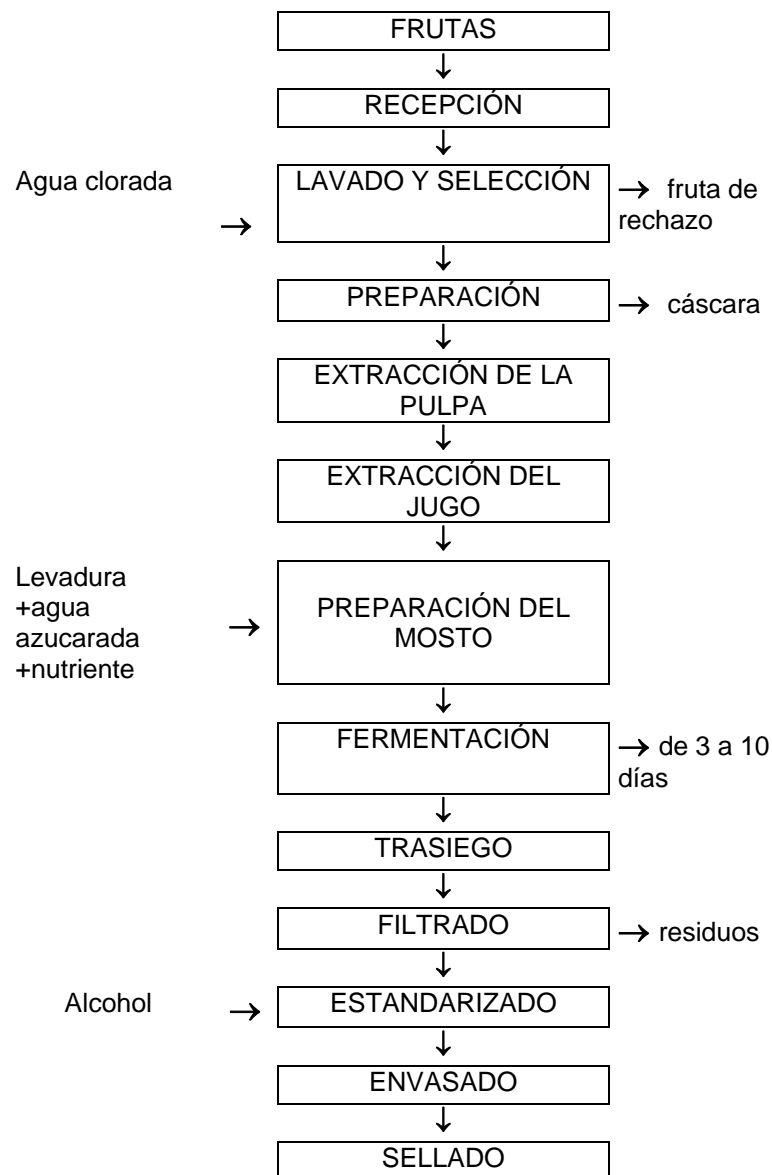 FRUTAS
↓
RECEPCIÓN
↓
Agua clorada
→
LAVADO Y SELECCIÓN
→ fruta de
rechazo
↓
PREPARACIÓN
→ cáscara
↓
EXTRACCIÓN DE LA
PULPA
↓
EXTRACCIÓN DEL
JUGO
↓
Levadura
+agua
azucarada
+nutriente
→
PREPARACIÓN DEL
MOSTO
↓
FERMENTACIÓN
→ de 3 a 10
días
↓
TRASIEGO
↓
FILTRADO
→ residuos
↓
Alcohol
→
ESTANDARIZADO
↓
ENVASADO
↓
SELLADO